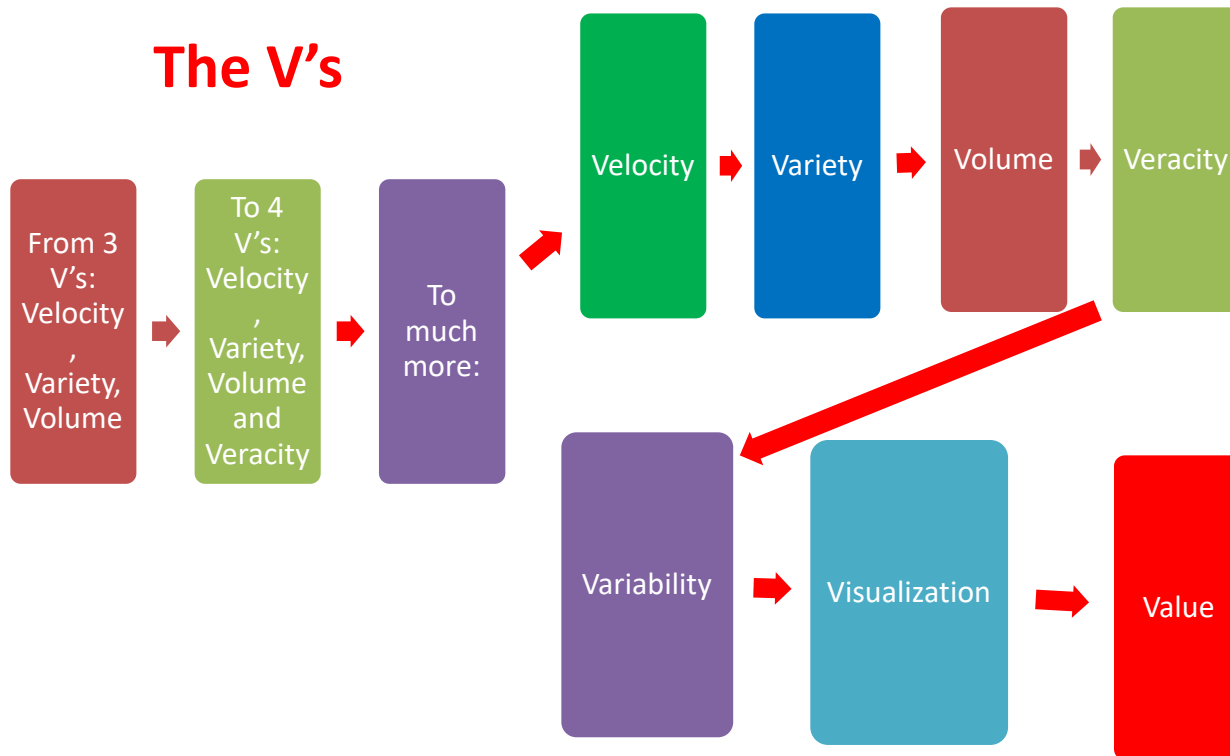 The V’s
From 3
V’s:
Velocity
,
Variety,
Volume
To 4
V’s:
Velocity
,
Variety,
Volume
and
Veracity
To
much
more:
Velocity
Variety
Volume
Veracity
Variability
Visualization
Value